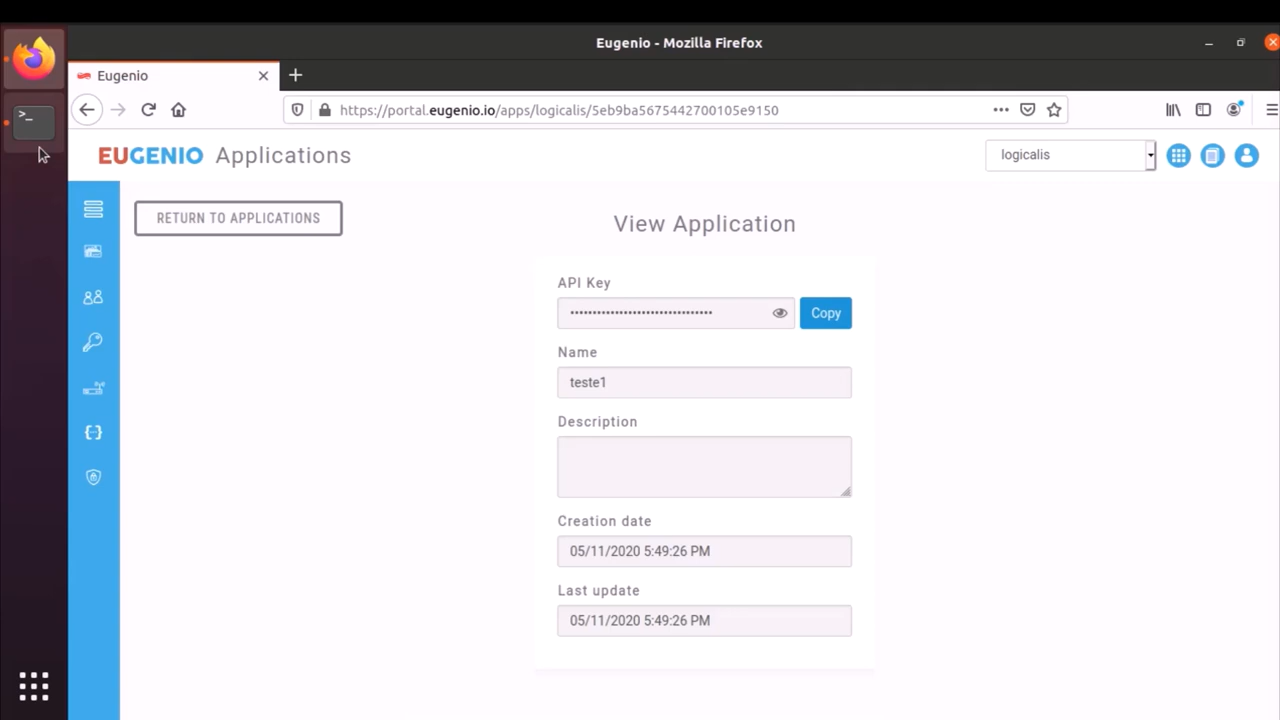 Eugenio - Mozilla Firefox
Eugenio
https://portal.eugenio.io/apps/logicalis/5eb9ba5675442700105e9150
EUGENIO Applications
logicalis
RETURN TO APPLICATIONS
View Application
API Key
••••••••••••••••••••••••••••••••
Copy
Name
teste1
Description
Creation date
05/11/2020 5:49:26 PM
Last update
05/11/2020 5:49:26 PM